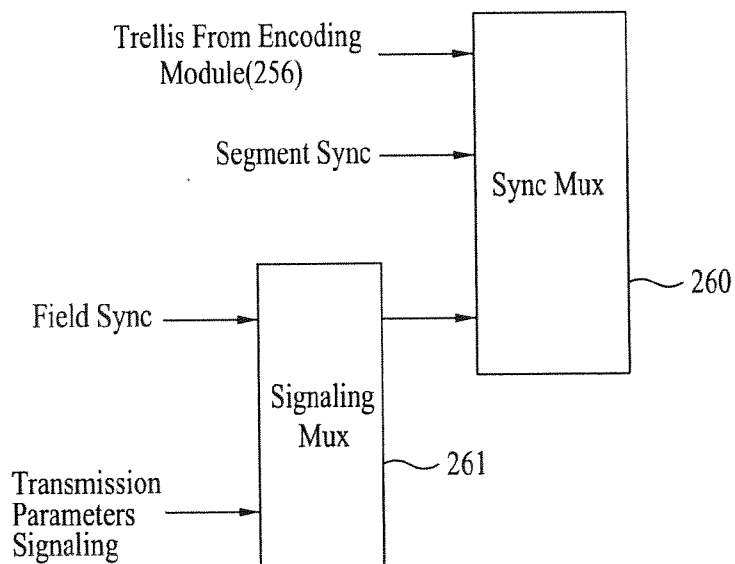 Trellis From Encoding
Module(256)
Segment Sync
Sync Mux
260
Field Sync
Signaling
Mux
261
Transmission
Parameters
Signaling